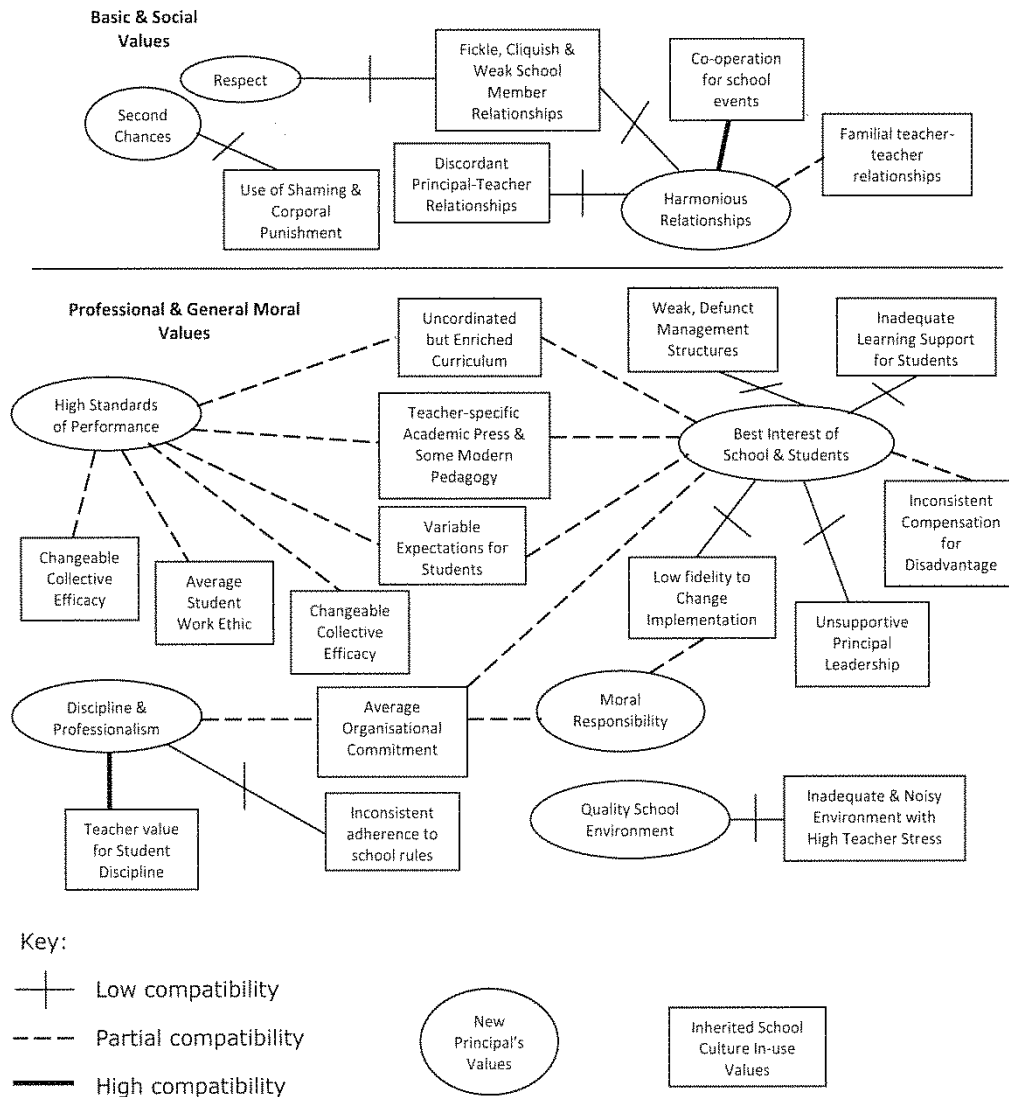 Basic & Social
Values
Respect
Second
Chances
Fickle, Cliquish &
Weak School
Member
Relationships
Co-operation
for school
events
Familial teacher-
teacher
relationships
Discordant
Principal-Teacher
Relationships
Harmonious
Relationships
Use of Shaming &
Corporal
Punishment
Professional & General Moral
Values
Uncordinated
but Enriched
Curriculum
Weak, Defunct
Management
Structures
Inadequate
Learning Support
for Students
High Standards
of Performance
Teacher-specific
Academic Press &
Some Modern
Pedagogy
Best Interest of
School & Students
Variable
Expectations for
Students
Inconsistent
Compensation
for
Disadvantage
Changeable
Collective
Efficacy
Average
Student
Work Ethic
Changeable
Collective
Efficacy
Low fidelity to
Change
Implementation
Unsupportive
Principal
Leadership
Discipline &
Professionalism
Average
Organisational
Commitment
Moral
Responsibility
Teacher value
for Student
Discipline
Inconsistent
adherence to
school rules
Quality School
Environment
Inadequate & Noisy
Environment with
High Teacher Stress
Key:
Low compatibility
Partial compatibility
High compatibility
New
Principal's
Values
Inherited School
Culture In-use
Values